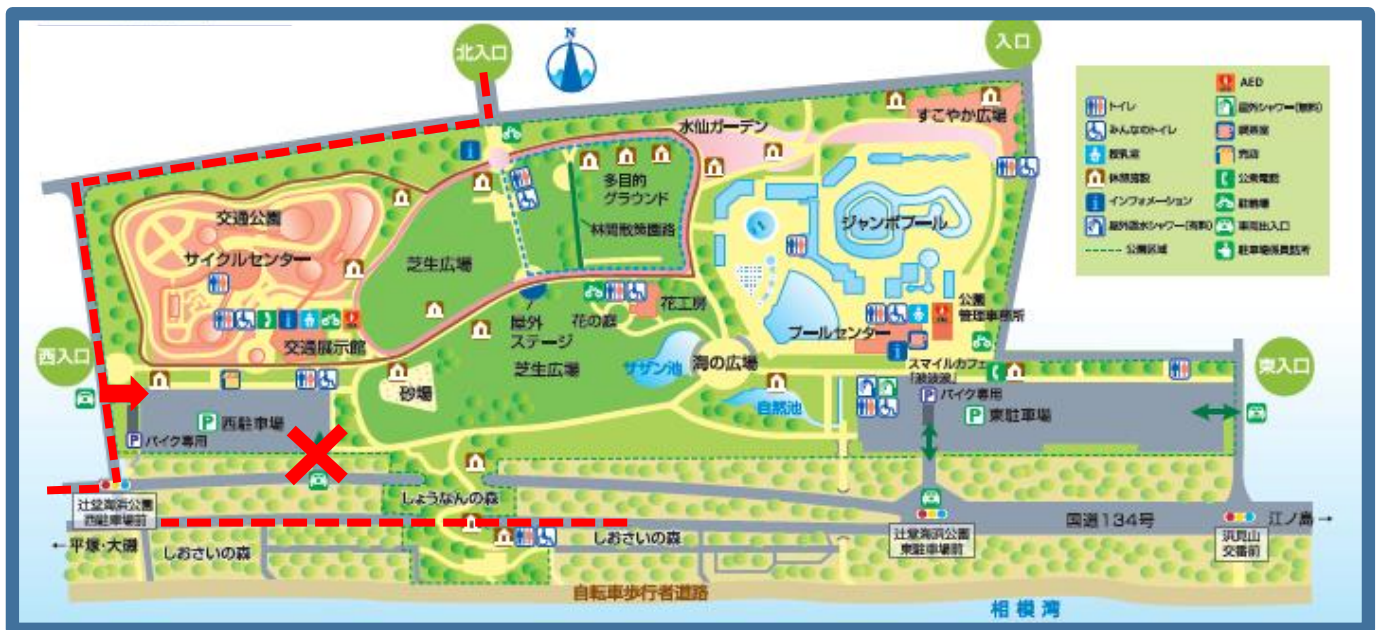 北入口
N
入口
AED
トイレ
屋外シャワー(無料)
みんなのトイレ
喫茶室
授乳室
売店
休憩施設
公衆電話
インフォメーション
駐輪場
屋外温水シャワー(有料)
車両出入口
公園区域
駐車場係員詰所
すこやか広場
水仙ガーデン
多目的
グラウンド
林間散策園路
交通公園
サイクルセンター
芝生広場
ジャンボプール
交通展示館
屋外
ステージ
花の庭
花工房
公園
管理事務所
プールセンター
西入口
砂場
芝生広場
サザン池
海の広場
スマイルカフェ
自然池
P バイク専用
P 東駐車場
東入口
P 西駐車場
P バイク専用
辻堂海浜公園
西駐車場前
しょうなんの森
←平塚・大磯
しおさいの森
しおさいの森
辻堂海浜公園
東駐車場前
国道134号
江ノ島→
浜見山
交番前
自転車歩行者道路
相模湾